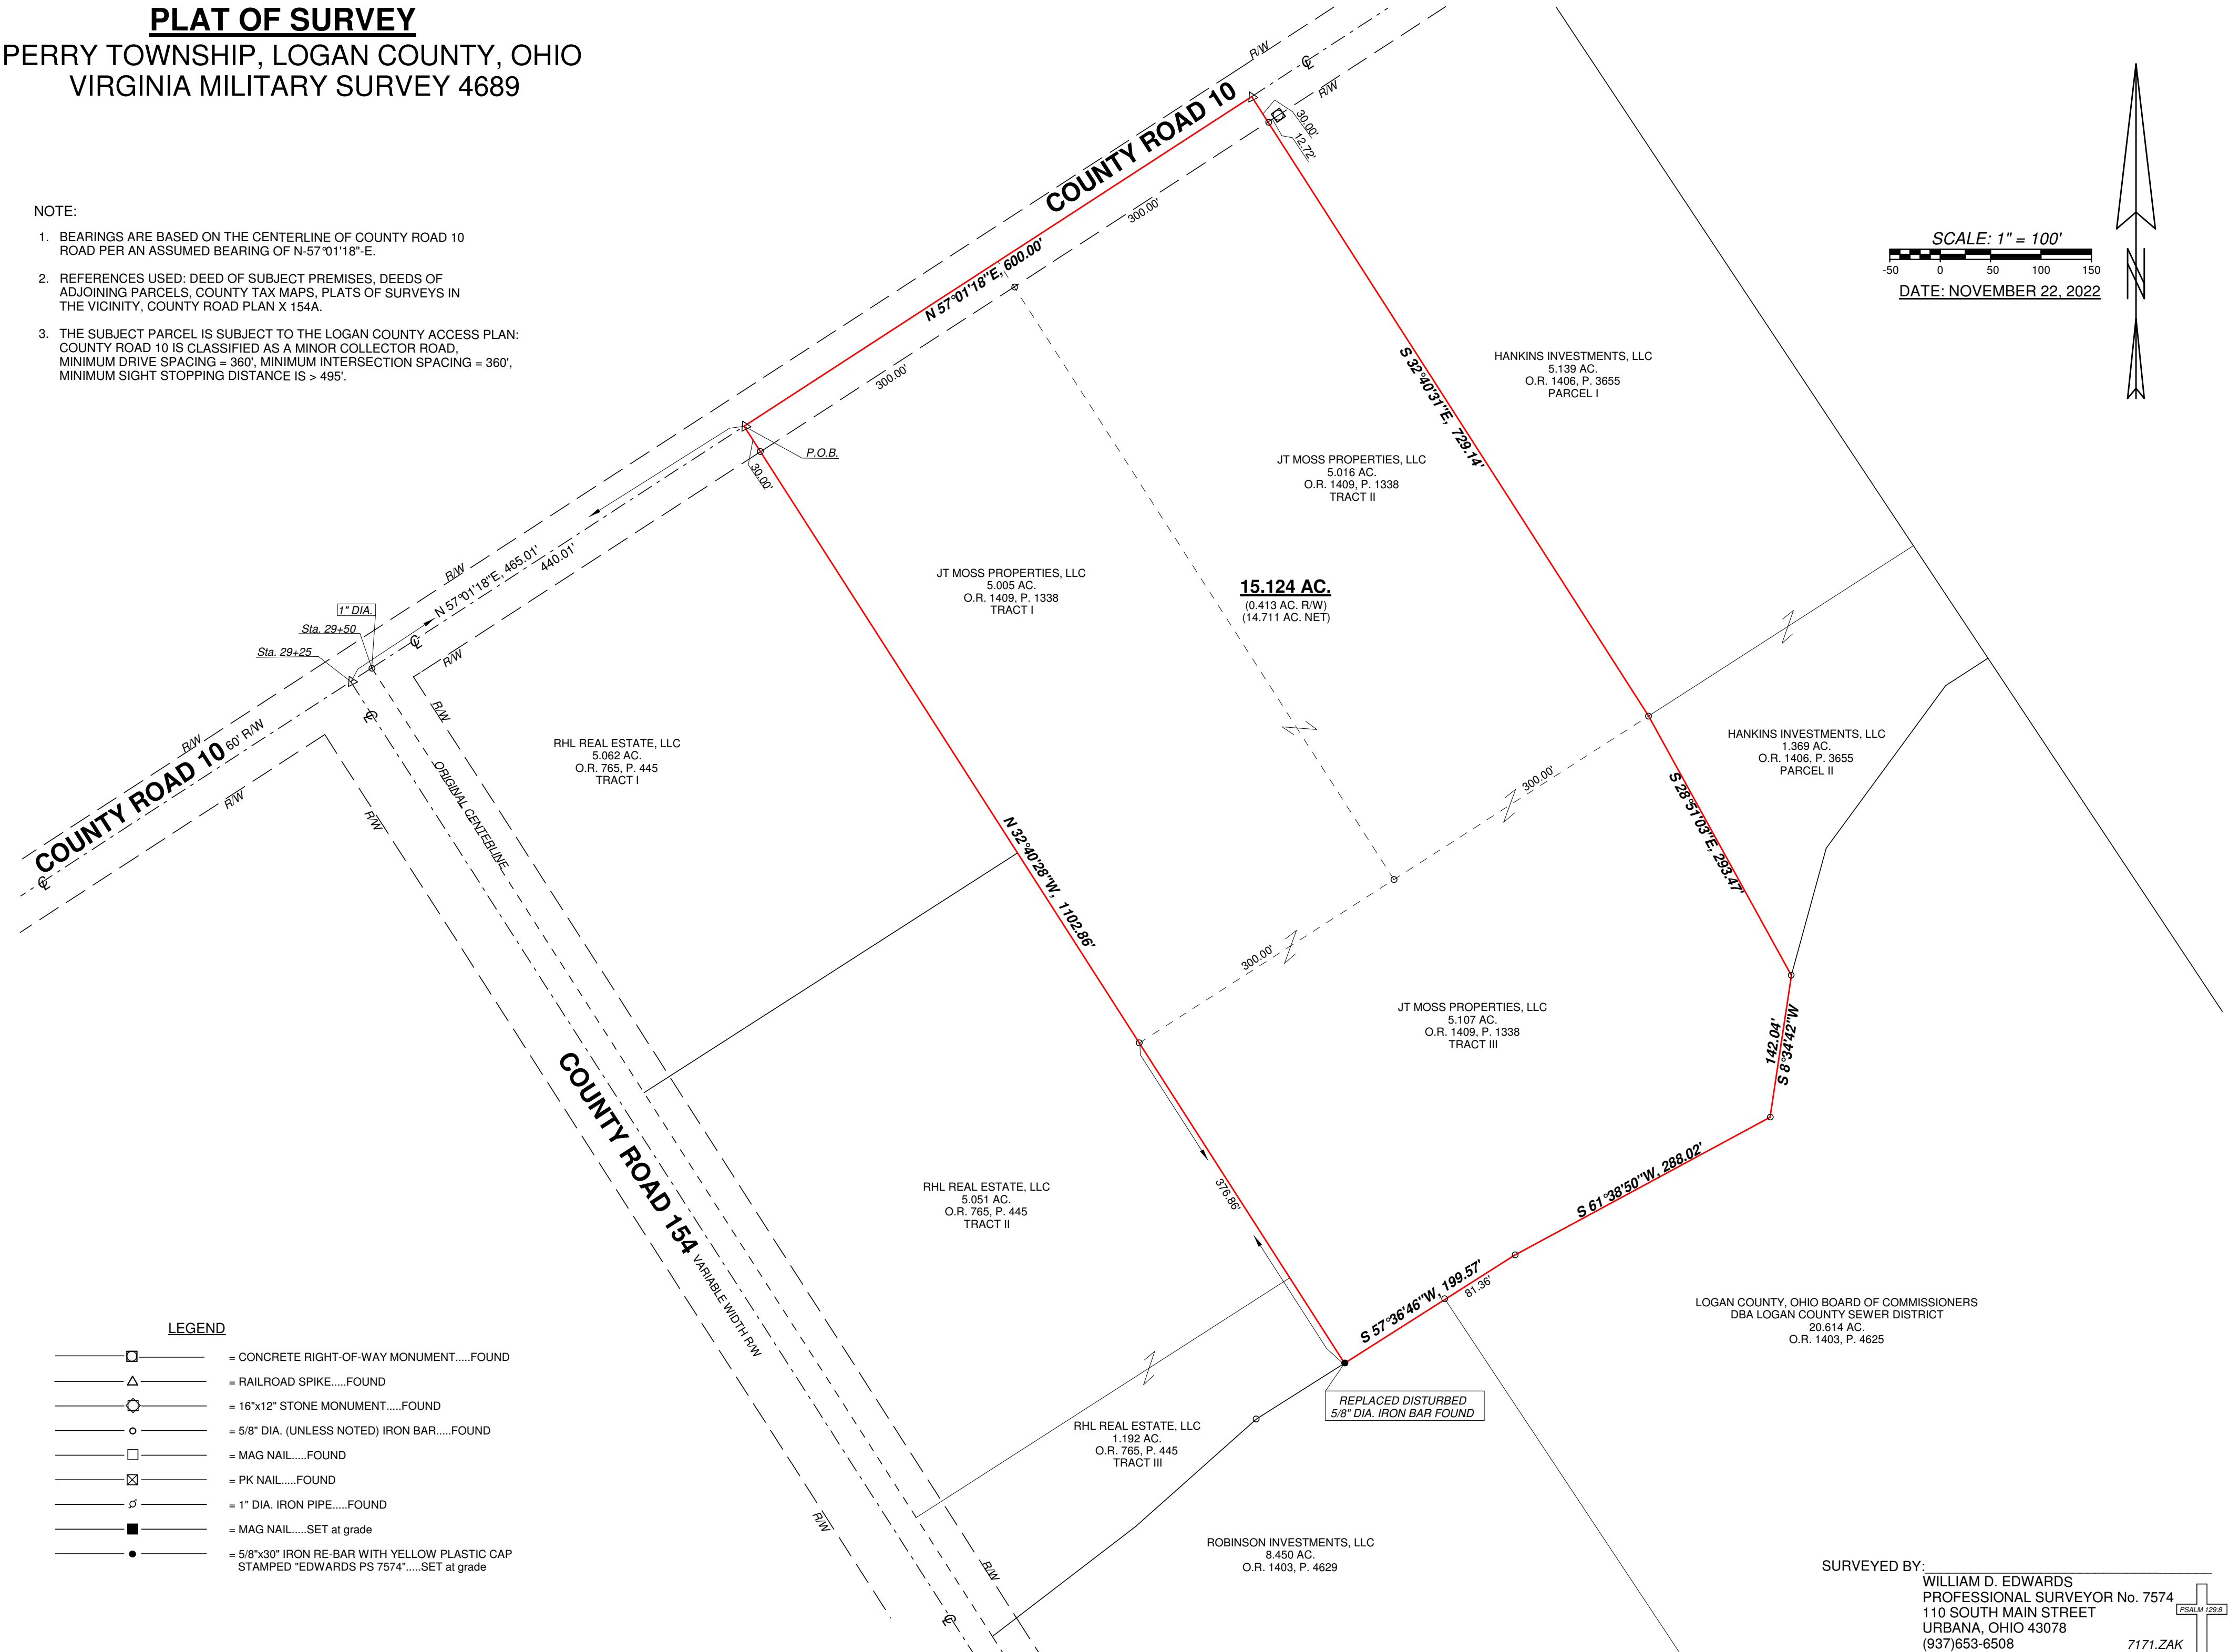 PLAT OF SURVEY
PERRY TOWNSHIP, LOGAN COUNTY, OHIO
VIRGINIA MILITARY SURVEY 4689
NOTE:
1. BEARINGS ARE BASED ON THE CENTERLINE OF COUNTY ROAD 10
ROAD PER AN ASSUMED BEARING OF N-57°01'18"-E.
2. REFERENCES USED: DEED OF SUBJECT PREMISES, DEEDS OF
ADJOINING PARCELS, COUNTY TAX MAPS, PLATS OF SURVEYS IN
THE VICINITY, COUNTY ROAD PLAN X 154A.
3. THE SUBJECT PARCEL IS SUBJECT TO THE LOGAN COUNTY ACCESS PLAN:
COUNTY ROAD 10 IS CLASSIFIED AS A MINOR COLLECTOR ROAD,
MINIMUM DRIVE SPACING = 360', MINIMUM INTERSECTION SPACING = 360',
MINIMUM SIGHT STOPPING DISTANCE IS > 495'.
R/W
℄
R/W
COUNTY ROAD 10
30.00'
12.72'
300.00'
N 57°01'18"E, 600.00'
300.00'
P.O.B.
30.00'
SCALE: 1" = 100'
-50 0 50 100 150
DATE: NOVEMBER 22, 2022
N
S 32°40'31"E, 729.14'
HANKINS INVESTMENTS, LLC
5.139 AC.
O.R. 1406, P. 3655
PARCEL I
JT MOSS PROPERTIES, LLC
5.016 AC.
O.R. 1409, P. 1338
TRACT II
JT MOSS PROPERTIES, LLC
5.005 AC.
O.R. 1409, P. 1338
TRACT I
15.124 AC.
(0.413 AC. R/W)
(14.711 AC. NET)
R/W
N 57°01'18"E, 465.01'
440.01'
1" DIA.
Sta. 29+50
Sta. 29+25
℄
R/W
℄
R/W
R/W
COUNTY ROAD 10 60' R/W
R/W
℄
R/W
ORIGINAL CENTERLINE
RHL REAL ESTATE, LLC
5.062 AC.
O.R. 765, P. 445
TRACT I
HANKINS INVESTMENTS, LLC
1.369 AC.
O.R. 1406, P. 3655
PARCEL II
300.00'
S 28°51'03"E, 293.47'
N 32°40'28"W, 1102.86'
300.00'
JT MOSS PROPERTIES, LLC
5.107 AC.
O.R. 1409, P. 1338
TRACT III
142.04'
S 8°34'42"W
COUNTY ROAD 154 VARIABLE WIDTH R/W
RHL REAL ESTATE, LLC
5.051 AC.
O.R. 765, P. 445
TRACT II
376.86'
S 61°38'50"W, 288.02'
S 57°36'46"W, 199.57'
81.36'
LOGAN COUNTY, OHIO BOARD OF COMMISSIONERS
DBA LOGAN COUNTY SEWER DISTRICT
20.614 AC.
O.R. 1403, P. 4625
REPLACED DISTURBED
5/8" DIA. IRON BAR FOUND
RHL REAL ESTATE, LLC
1.192 AC.
O.R. 765, P. 445
TRACT III
R/W
R/W
℄
ROBINSON INVESTMENTS, LLC
8.450 AC.
O.R. 1403, P. 4629
LEGEND
= CONCRETE RIGHT-OF-WAY MONUMENT.....FOUND
= RAILROAD SPIKE.....FOUND
= 16"x12" STONE MONUMENT.....FOUND
= 5/8" DIA. (UNLESS NOTED) IRON BAR.....FOUND
= MAG NAIL.....FOUND
= PK NAIL.....FOUND
= 1" DIA. IRON PIPE.....FOUND
= MAG NAIL.....SET at grade
= 5/8"x30" IRON RE-BAR WITH YELLOW PLASTIC CAP
STAMPED "EDWARDS PS 7574".....SET at grade
SURVEYED BY:
WILLIAM D. EDWARDS
PROFESSIONAL SURVEYOR No. 7574
110 SOUTH MAIN STREET
URBANA, OHIO 43078
(937)653-6508
PSALM 129:8
7171.ZAK